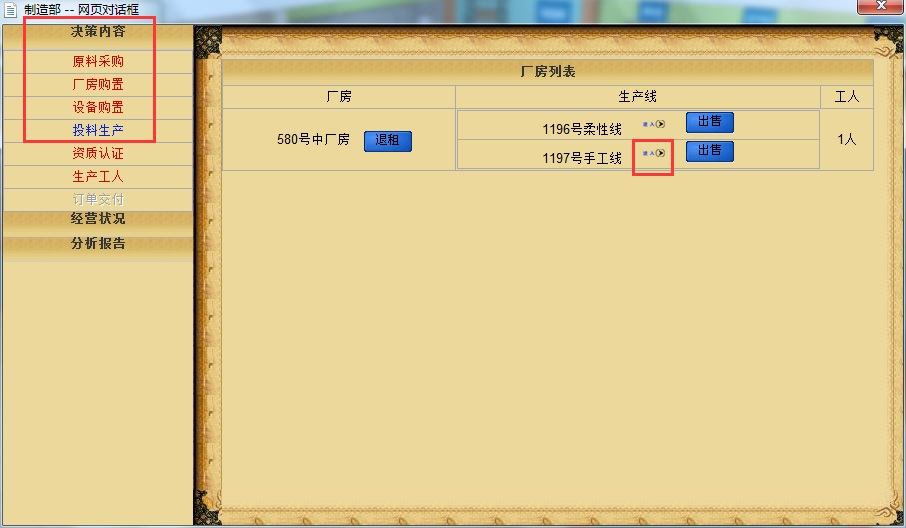 制造部 -- 网页对话框
决策内容
原料采购
厂房购置
设备购置
投料生产
资质认证
生产工人
订单交付
经营状况
分析报告
厂房列表
厂房 生产线 工人
580号中厂房 退租
1196号柔性线 出售
1197号手工线 出售
1人